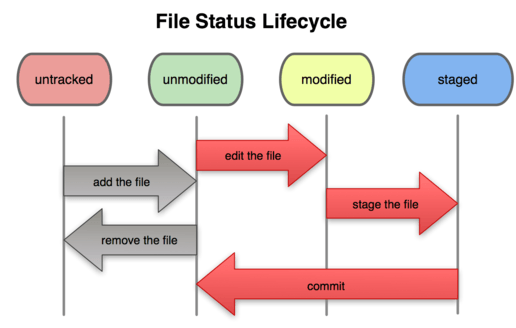 File Status Lifecycle
untracked
unmodified
modified
staged
edit the file
add the file
stage the file
remove the file
commit